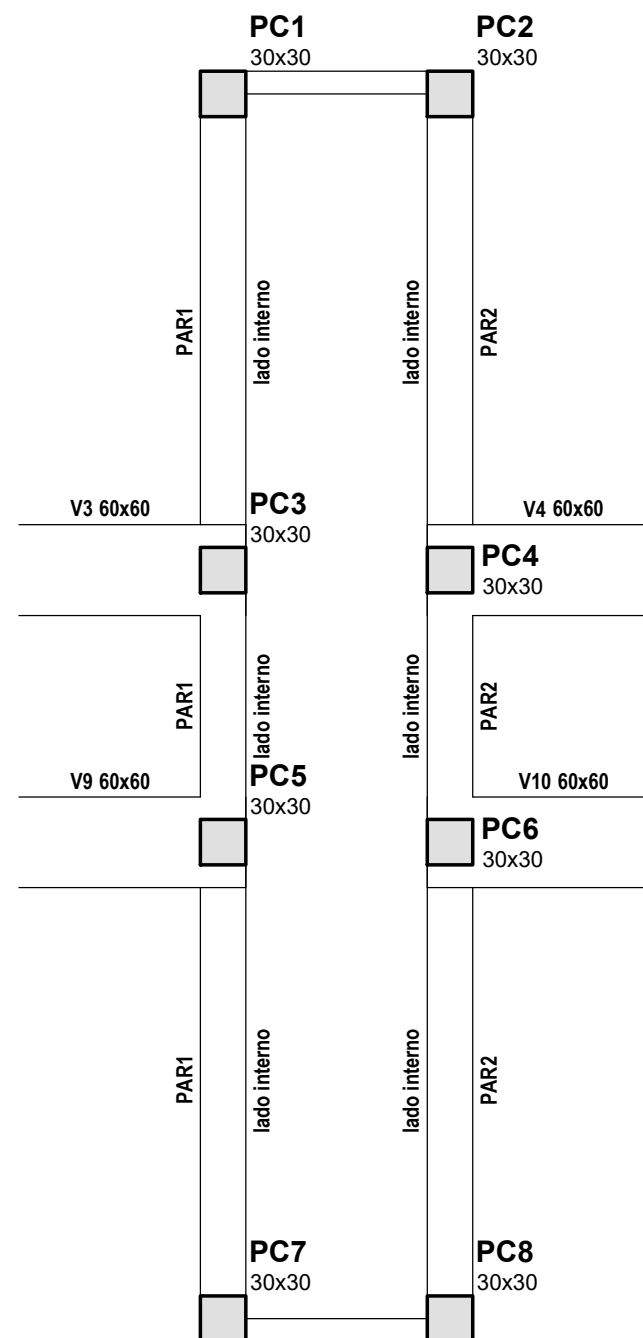 PC1
30x30
PC2
30x30
PAR1
lado interno
lado interno
PAR2
V3 60x60
PC3
30x30
V4 60x60
PC4
30x30
PAR1
lado interno
lado interno
PAR2
V9 60x60
PC5
30x30
V10 60x60
PC6
30x30
PAR1
lado interno
lado interno
PAR2
PC7
30x30
PC8
30x30